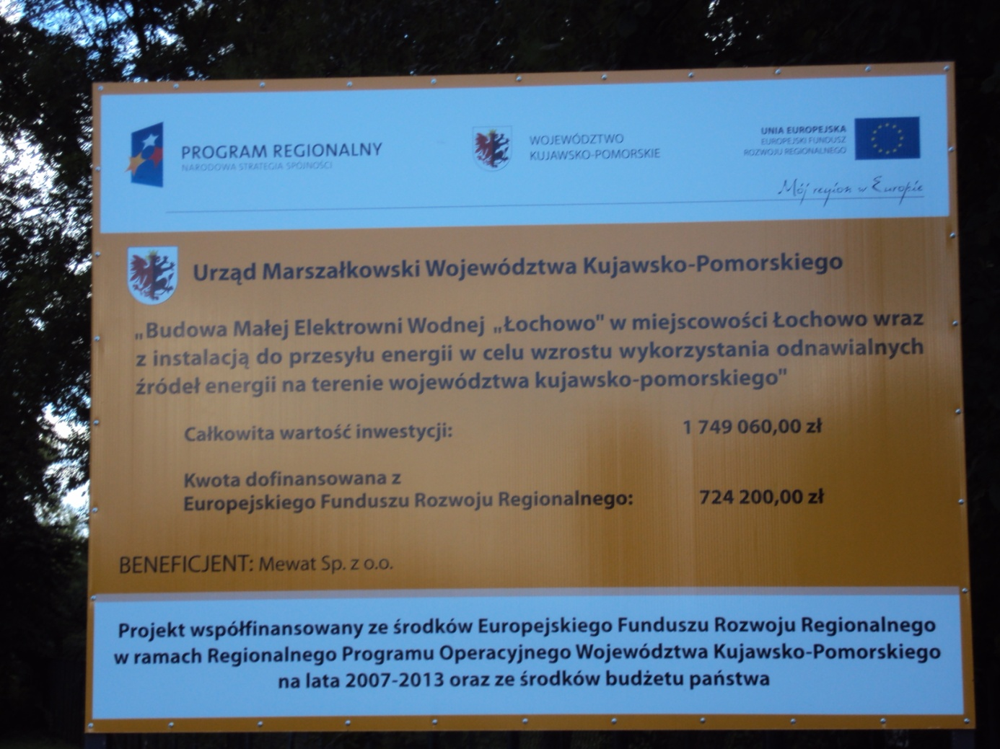 PROGRAM REGIONALNY
NARODOWA STRATEGIA SPÓJNOŚCI
WOJEWÓDZTWO
KUJAWSKO-POMORSKIE
UNIA EUROPEJSKA
EUROPEJSKI FUNDUSZ
ROZWOJU REGIONALNEGO
Mój region w Europie
Urząd Marszałkowski Województwa Kujawsko-Pomorskiego
„Budowa Małej Elektrowni Wodnej „Łochowo" w miejscowości Łochowo wraz
z instalacją do przesyłu energii w celu wzrostu wykorzystania odnawialnych
źródeł energii na terenie województwa kujawsko-pomorskiego"
Całkowita wartość inwestycji: 1 749 060,00 zł
Kwota dofinansowana z
Europejskiego Funduszu Rozwoju Regionalnego: 724 200,00 zł
BENEFICJENT: Mewat Sp. z o.o.
Projekt współfinansowany ze środków Europejskiego Funduszu Rozwoju Regionalnego
w ramach Regionalnego Programu Operacyjnego Województwa Kujawsko-Pomorskiego
na lata 2007-2013 oraz ze środków budżetu państwa